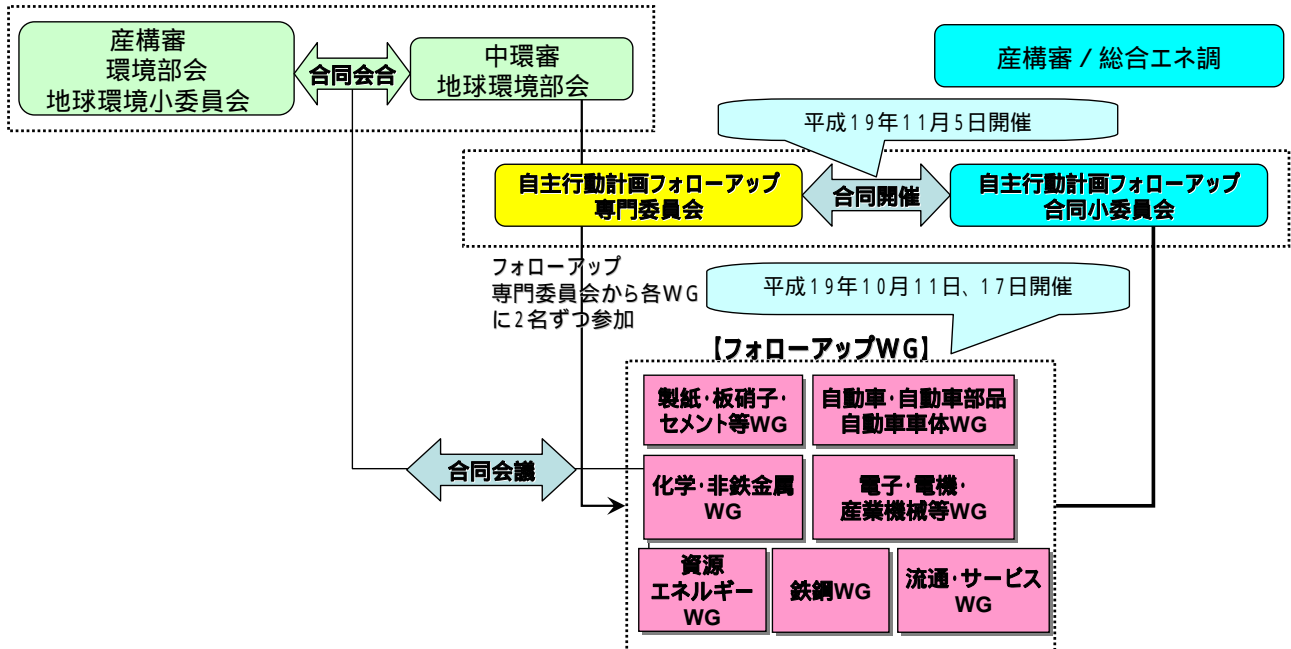 産構審
環境部会
地球環境小委員会
合同会合
中環審
地球環境部会
産構審 / 総合エネ調
平成19年11月5日開催
自主行動計画フォローアップ
専門委員会
合同開催
自主行動計画フォローアップ
合同小委員会
フォローアップ
専門委員会から各WG
に2名ずつ参加
平成19年10月11日、17日開催
【フォローアップWG】
製紙・板硝子・
セメント等WG
自動車・自動車部品
自動車車体WG
合同会議
化学・非鉄金属
WG
電子・電機・
産業機械等WG
資源
エネルギー
WG
鉄鋼WG
流通・サービス
WG